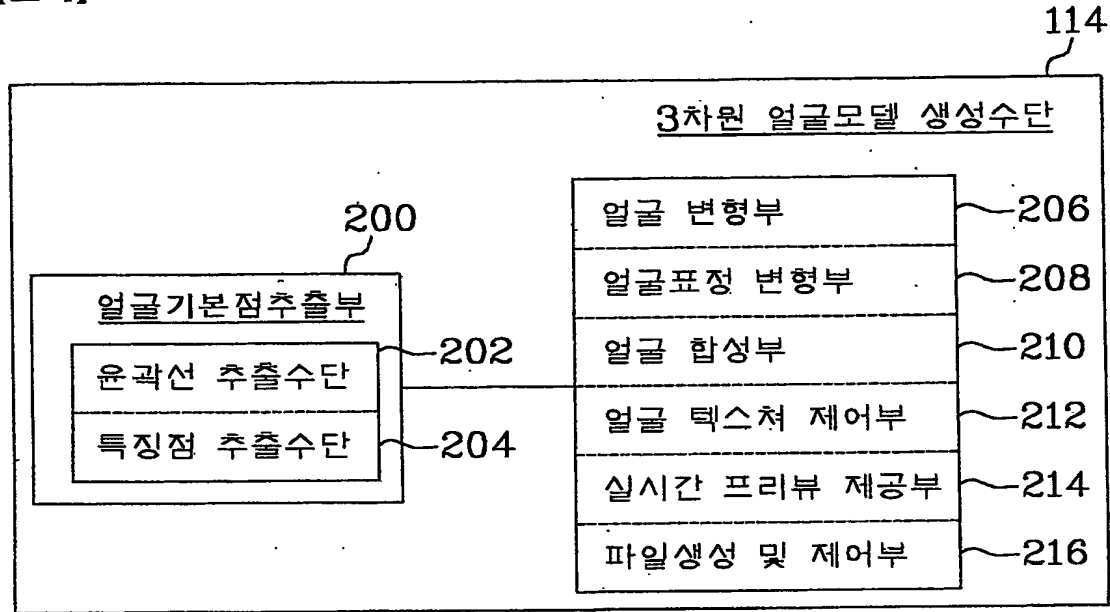 114
3차원 얼굴모델 생성수단
200
얼굴기본점추출부
윤곽선 추출수단 202
특징점 추출수단 204
얼굴 변형부 206
얼굴표정 변형부 208
얼굴 합성부 210
얼굴 텍스쳐 제어부 212
실시간 프리뷰 제공부 214
파일생성 및 제어부 216